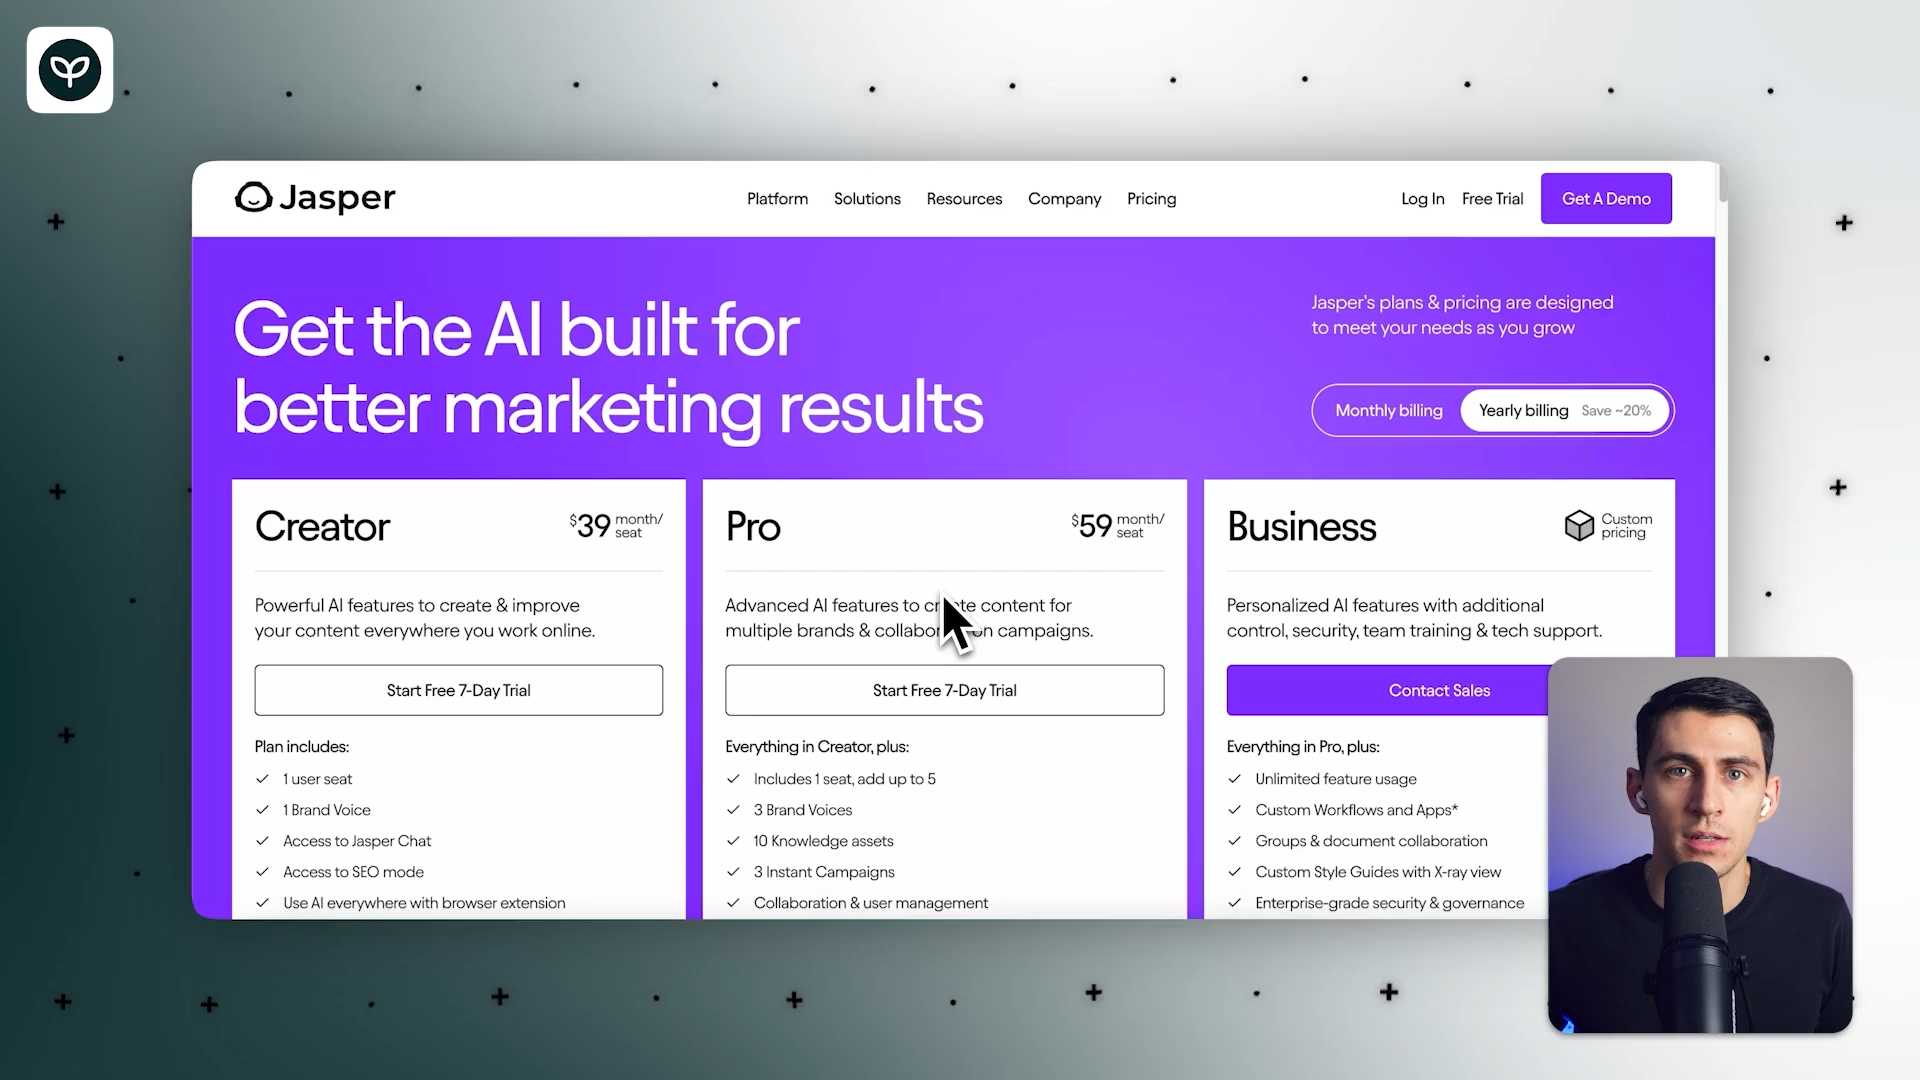 Jasper
Platform
Solutions
Resources
Company
Pricing
Log In
Free Trial
Get A Demo
Get the AI built for
better marketing results
Jasper's plans & pricing are designed
to meet your needs as you grow
Monthly billing
Yearly billing Save ~20%
Creator
$39 month/
seat
Powerful AI features to create & improve
your content everywhere you work online.
Start Free 7-Day Trial
Plan includes:
1 user seat
1 Brand Voice
Access to Jasper Chat
Access to SEO mode
Use AI everywhere with browser extension
Pro
$59 month/
seat
Advanced AI features to create content for
multiple brands & collaborate on campaigns.
Start Free 7-Day Trial
Everything in Creator, plus:
Includes 1 seat, add up to 5
3 Brand Voices
10 Knowledge assets
3 Instant Campaigns
Collaboration & user management
Business
Custom
pricing
Personalized AI features with additional
control, security, team training & tech support.
Contact Sales
Everything in Pro, plus:
Unlimited feature usage
Custom Workflows and Apps*
Groups & document collaboration
Custom Style Guides with X-ray view
Enterprise-grade security & governance